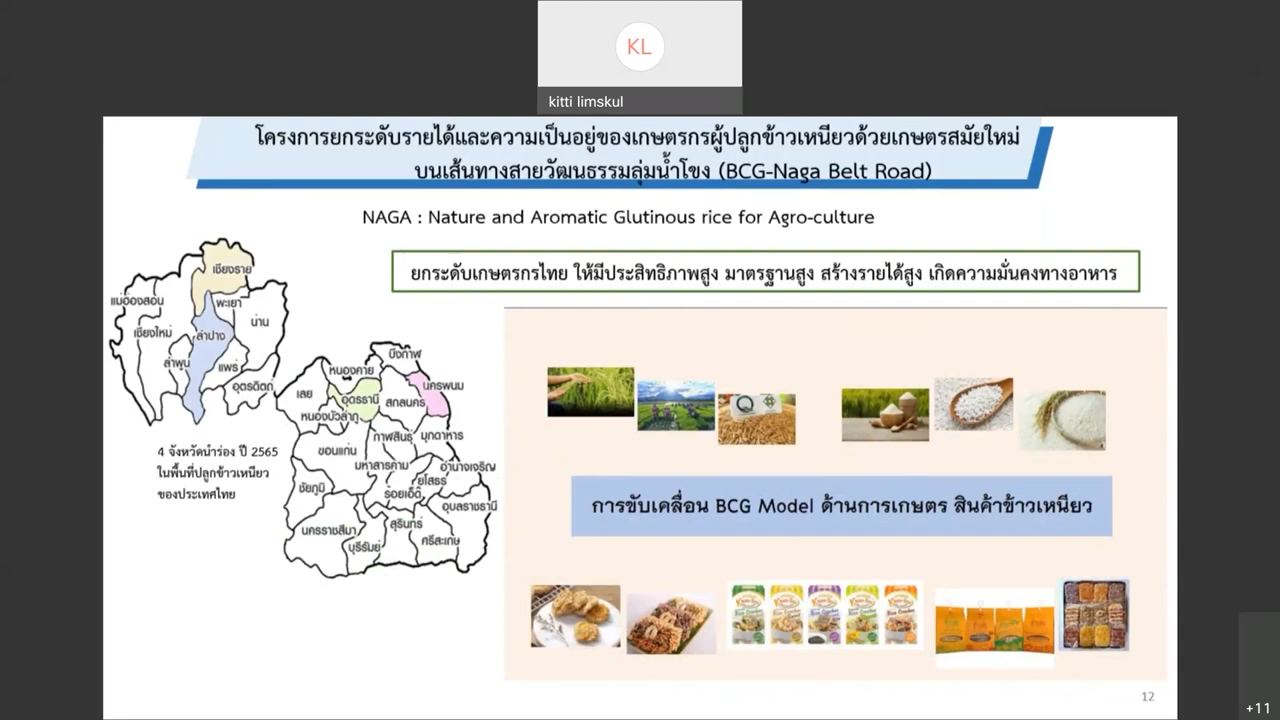 KL
kitti limskul
โครงการยกระดับรายได้และความเป็นอยู่ของเกษตรกรผู้ปลูกข้าวเหนียวด้วยเกษตรสมัยใหม่
บนเส้นทางสายวัฒนธรรมลุ่มน้ำโขง (BCG-Naga Belt Road)
NAGA : Nature and Aromatic Glutinous rice for Agro-culture
ยกระดับเกษตรกรไทย ให้มีประสิทธิภาพสูง มาตรฐานสูง สร้างรายได้สูง เกิดความมั่นคงทางอาหาร
เชียงราย
แม่ฮ่องสอน
พะเยา
น่าน
เชียงใหม่
ลำปาง
ลำพูน
แพร่
อุตรดิตถ์
บึงกาฬ
หนองคาย
เลย
อุดรธานี
สกลนคร
นครพนม
หนองบัวลำภู
กาฬสินธุ์
มุกดาหาร
ขอนแก่น
มหาสารคาม
อำนาจเจริญ
ยโสธร
ชัยภูมิ
ร้อยเอ็ด
อุบลราชธานี
นครราชสีมา
สุรินทร์
บุรีรัมย์
ศรีสะเกษ
4 จังหวัดนำร่อง ปี 2565
ในพื้นที่ปลูกข้าวเหนียว
ของประเทศไทย
การขับเคลื่อน BCG Model ด้านการเกษตร สินค้าข้าวเหนียว
12
+11